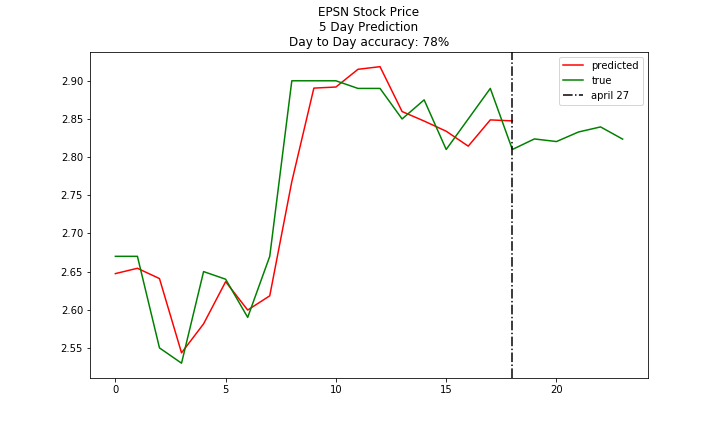 EPSN Stock Price
5 Day Prediction
Day to Day accuracy: 78%
predicted
true
april 27
2.90
2.85
2.80
2.75
2.70
2.65
2.60
2.55
0 5 10 15 20